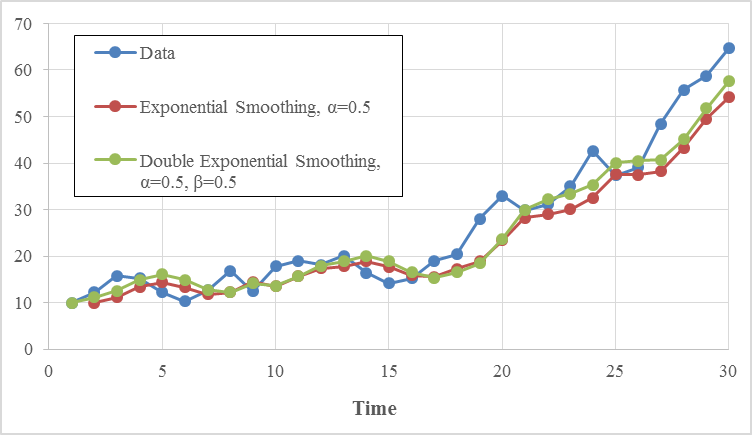 70
60
50
40
30
20
10
0
Data
Exponential Smoothing, α=0.5
Double Exponential Smoothing,
α=0.5, β=0.5
0 5 10 15 20 25 30
Time